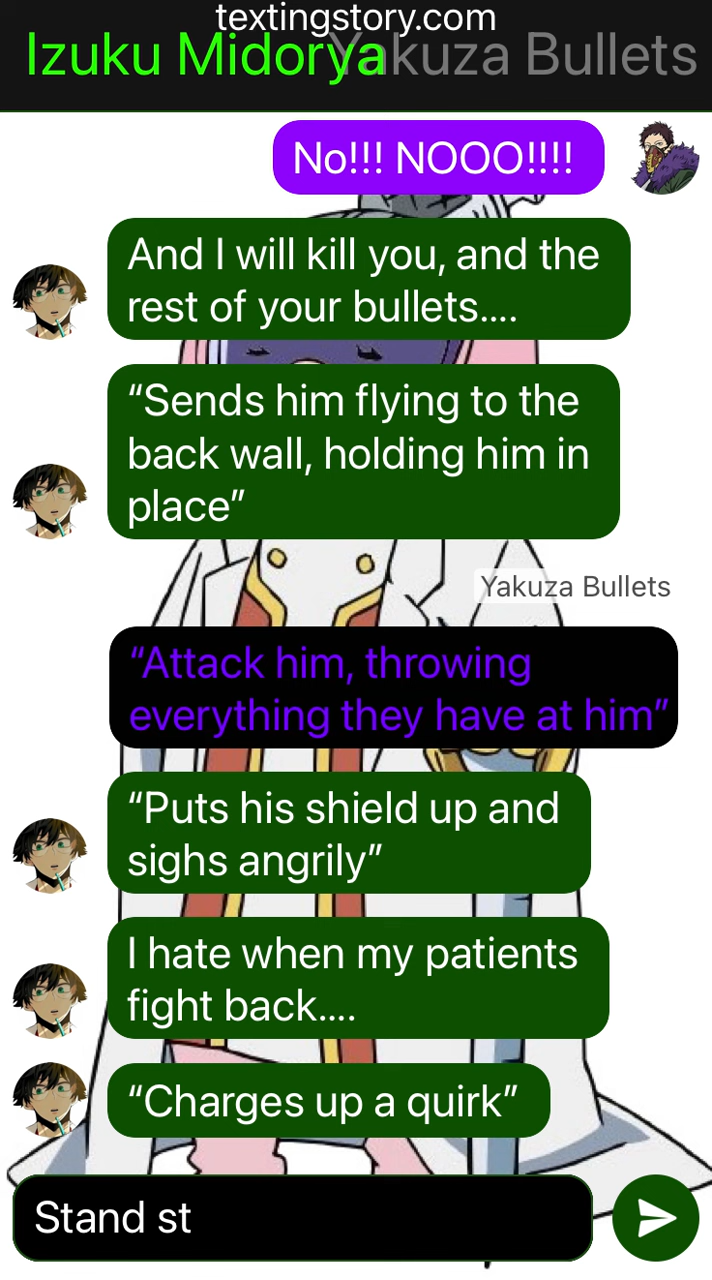 textingstory.com
Izuku Midorya
Yakuza Bullets
No!!! NOOO!!!!
And I will kill you, and the
rest of your bullets....
“Sends him flying to the
back wall, holding him in
place”
Yakuza Bullets
“Attack him, throwing
everything they have at him”
“Puts his shield up and
sighs angrily”
I hate when my patients
fight back....
“Charges up a quirk”
Stand st